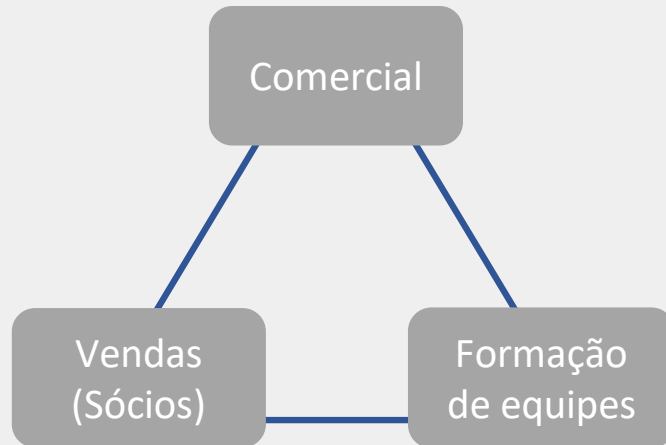 Comercial
Vendas
(Sócios)
Formação
de equipes